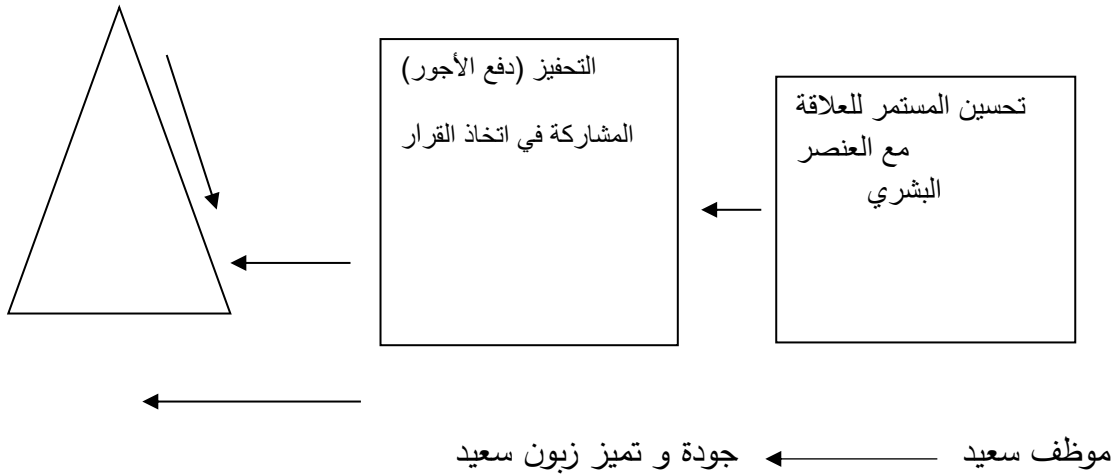 تحسين المستمر للعلاقة
مع العنصر
البشري
التحفيز (دفع الأجور)
المشاركة في اتخاذ القرار
موظف سعيد ← جودة و تميز زبون سعيد